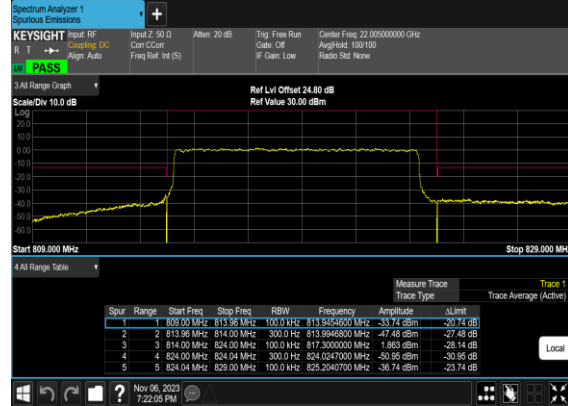 Spectrum Analyzer 1
Spurious Emissions
+
KEYSIGHT Input: RF Input Z: 50 Ω Atten: 20 dB Trig: Free Run Center Freq: 22.005000000 GHz
R T Coupling: DC Corr CCorr Gate: Off Avg|Hold: 100/100
Align: Auto Freq Ref: Int (S) IF Gain: Low Radio Std: None
PASS
3 All Range Graph
Ref Lvl Offset 24.80 dB
Scale/Div 10.0 dB Ref Value 30.00 dBm
Log
20.0
10.0
0.00
-10.0
-20.0
-30.0
-40.0
-50.0
-60.0
Start 809.000 MHz Stop 829.000 MH
4 All Range Table
Measure Trace Trace 1
Trace Type Trace Average (Active)
Spur Range Start Freq Stop Freq RBW Frequency Amplitude ΔLimit
1 1 809.00 MHz 813.96 MHz 100.0 kHz 813.9454600 MHz -33.74 dBm -20.74 dB
2 2 813.96 MHz 814.00 MHz 300.0 Hz 813.9946800 MHz -47.48 dBm -27.48 dB
3 3 814.00 MHz 824.00 MHz 100.0 kHz 817.3000000 MHz 1.863 dBm -28.14 dB
4 4 824.00 MHz 824.04 MHz 300.0 Hz 824.0247000 MHz -50.95 dBm -30.95 dB
5 5 824.04 MHz 829.00 MHz 100.0 kHz 825.2040700 MHz -36.74 dBm -23.74 dB
Local
? Nov 06, 2023
7:22:05 PM